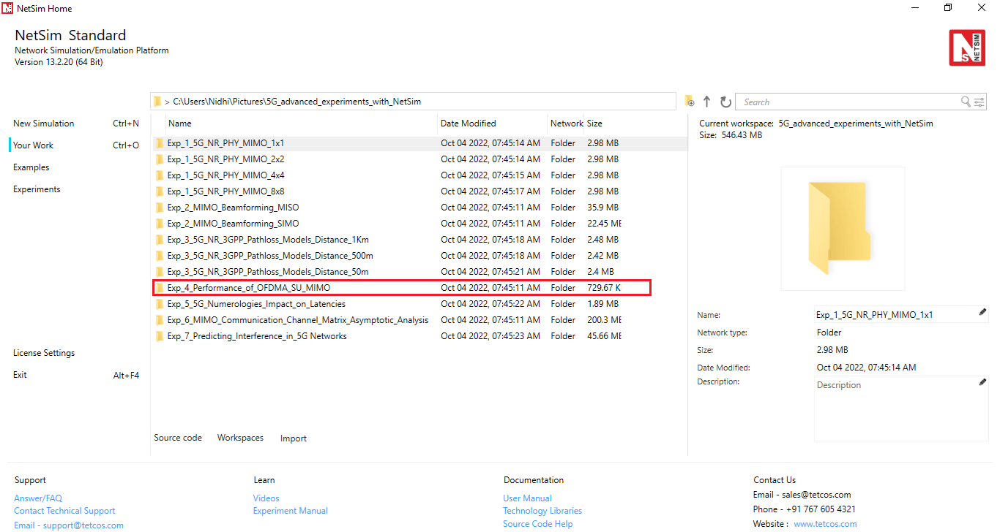 NetSim Home
NetSim Standard
Network Simulation/Emulation Platform
Version 13.2.20 (64 Bit)
NETSIM
> C:\Users\Nidhi\Pictures\5G_advanced_experiments_with_NetSim
Search
New Simulation Ctrl+N
Your Work Ctrl+O
Examples
Experiments
License Settings
Exit Alt+F4
Name Date Modified Network Size
Exp_1_5G_NR_PHY_MIMO_1x1 Oct 04 2022, 07:45:14 AM Folder 2.98 MB
Exp_1_5G_NR_PHY_MIMO_2x2 Oct 04 2022, 07:45:14 AM Folder 2.98 MB
Exp_1_5G_NR_PHY_MIMO_4x4 Oct 04 2022, 07:45:15 AM Folder 2.98 MB
Exp_1_5G_NR_PHY_MIMO_8x8 Oct 04 2022, 07:45:17 AM Folder 2.98 MB
Exp_2_MIMO_Beamforming_MISO Oct 04 2022, 07:45:11 AM Folder 35.9 MB
Exp_2_MIMO_Beamforming_SIMO Oct 04 2022, 07:45:11 AM Folder 22.45 ME
Exp_3_5G_NR_3GPP_Pathloss_Models_Distance_1Km Oct 04 2022, 07:45:18 AM Folder 2.48 MB
Exp_3_5G_NR_3GPP_Pathloss_Models_Distance_500m Oct 04 2022, 07:45:18 AM Folder 2.42 MB
Exp_3_5G_NR_3GPP_Pathloss_Models_Distance_50m Oct 04 2022, 07:45:21 AM Folder 2.4 MB
Exp_4_Performance_of_OFDMA_SU_MIMO Oct 04 2022, 07:45:11 AM Folder 729.67 K
Exp_5_5G_Numerologies_Impact_on_Latencies Oct 04 2022, 07:45:22 AM Folder 1.89 MB
Exp_6_MIMO_Communication_Channel_Matrix_Asymptotic_Analysis Oct 04 2022, 07:45:11 AM Folder 200.3 ME
Exp_7_Predicting_Interference_in_5G Networks Oct 04 2022, 07:45:23 AM Folder 45.66 ME
Source code Workspaces Import
Current workspace: 5G_advanced_experiments_with_NetSim
Size: 546.43 MB
Name: Exp_1_5G_NR_PHY_MIMO_1x1
Network type: Folder
Size: 2.98 MB
Date Modified: Oct 04 2022, 07:45:14 AM
Description: Description
Support
Answer/FAQ
Contact Technical Support
Email - support@tetcos.com
Learn
Videos
Experiment Manual
Documentation
User Manual
Technology Libraries
Source Code Help
Contact Us
Email - sales@tetcos.com
Phone - +91 767 605 4321
Website : www.tetcos.com